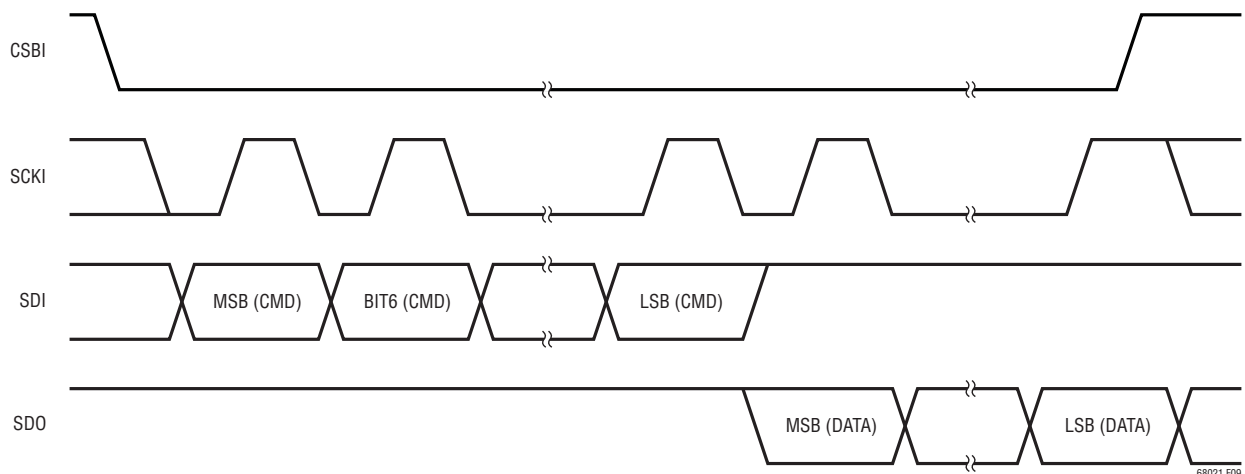 CSBI
SCKI
SDI
MSB (CMD)
BIT6 (CMD)
LSB (CMD)
SDO
MSB (DATA)
LSB (DATA)
68021 F09